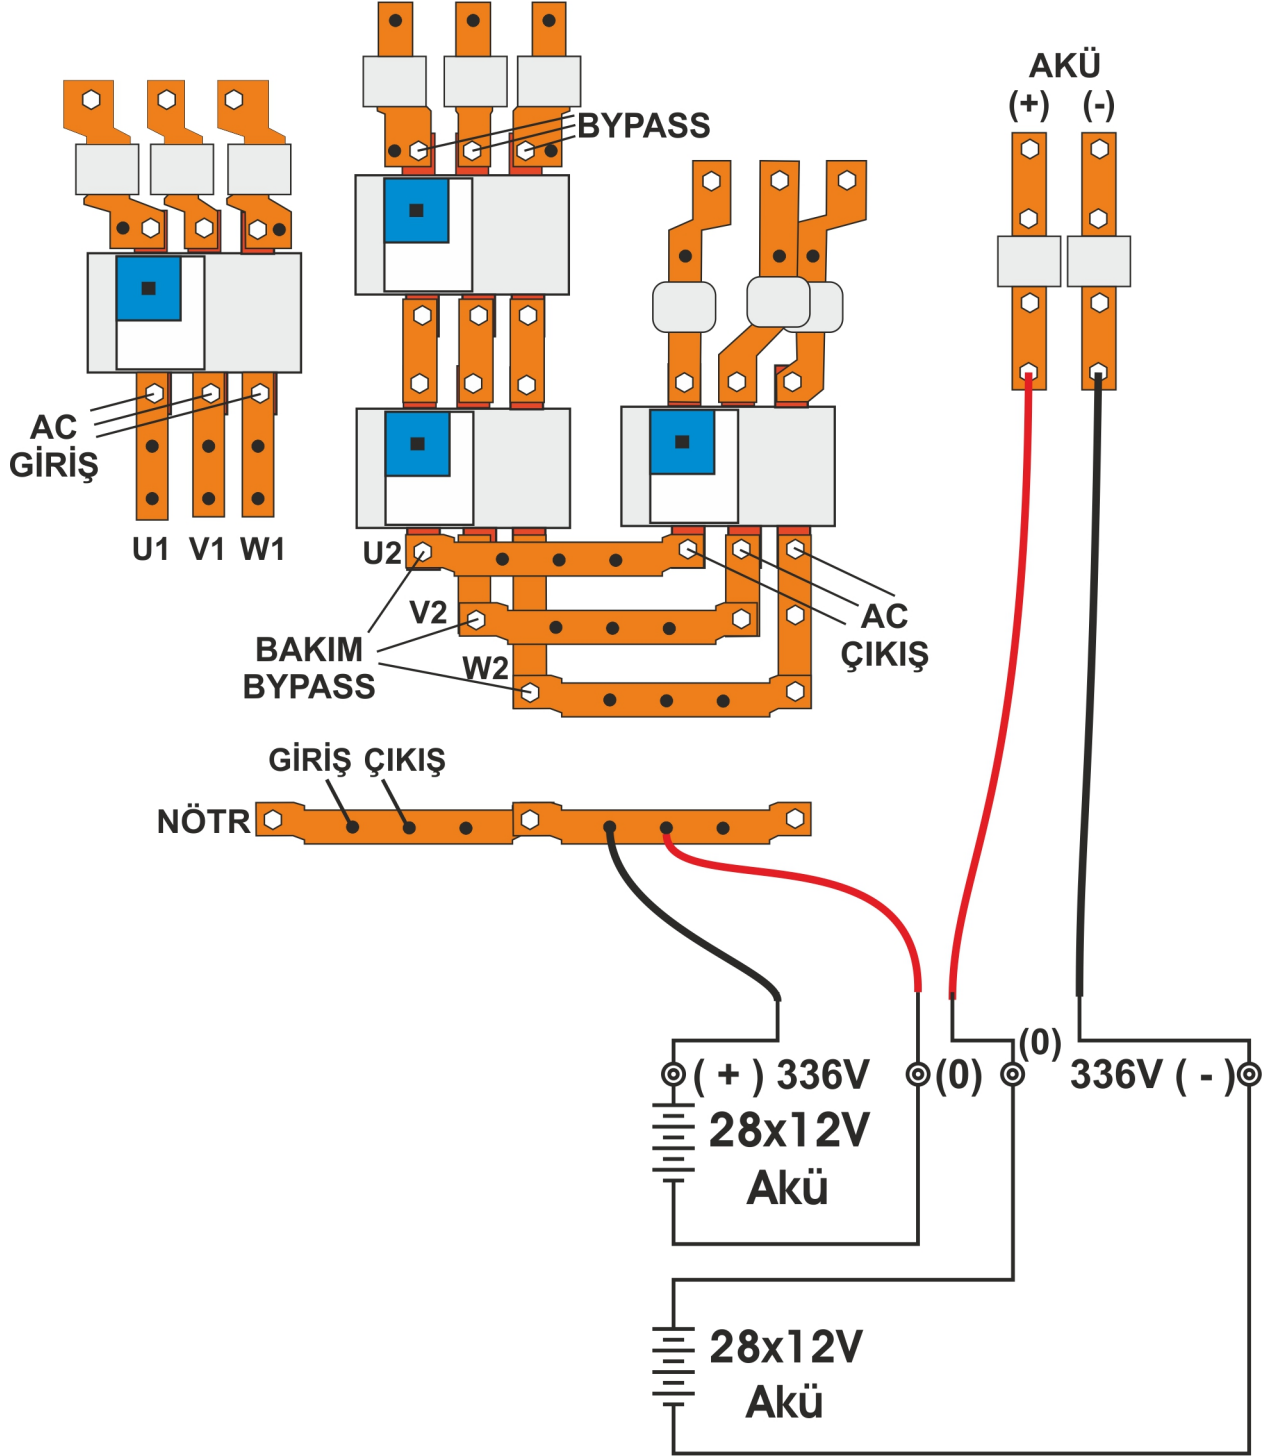 AKÜ
(+) (-)
BYPASS
AC
GİRİŞ
U1 V1 W1
U2
V2
W2
BAKIM
BYPASS
AC
ÇIKIŞ
GİRİŞ ÇIKIŞ
NÖTR
( + ) 336V
(0)
(0)
336V ( - )
28x12V
Akü
28x12V
Akü